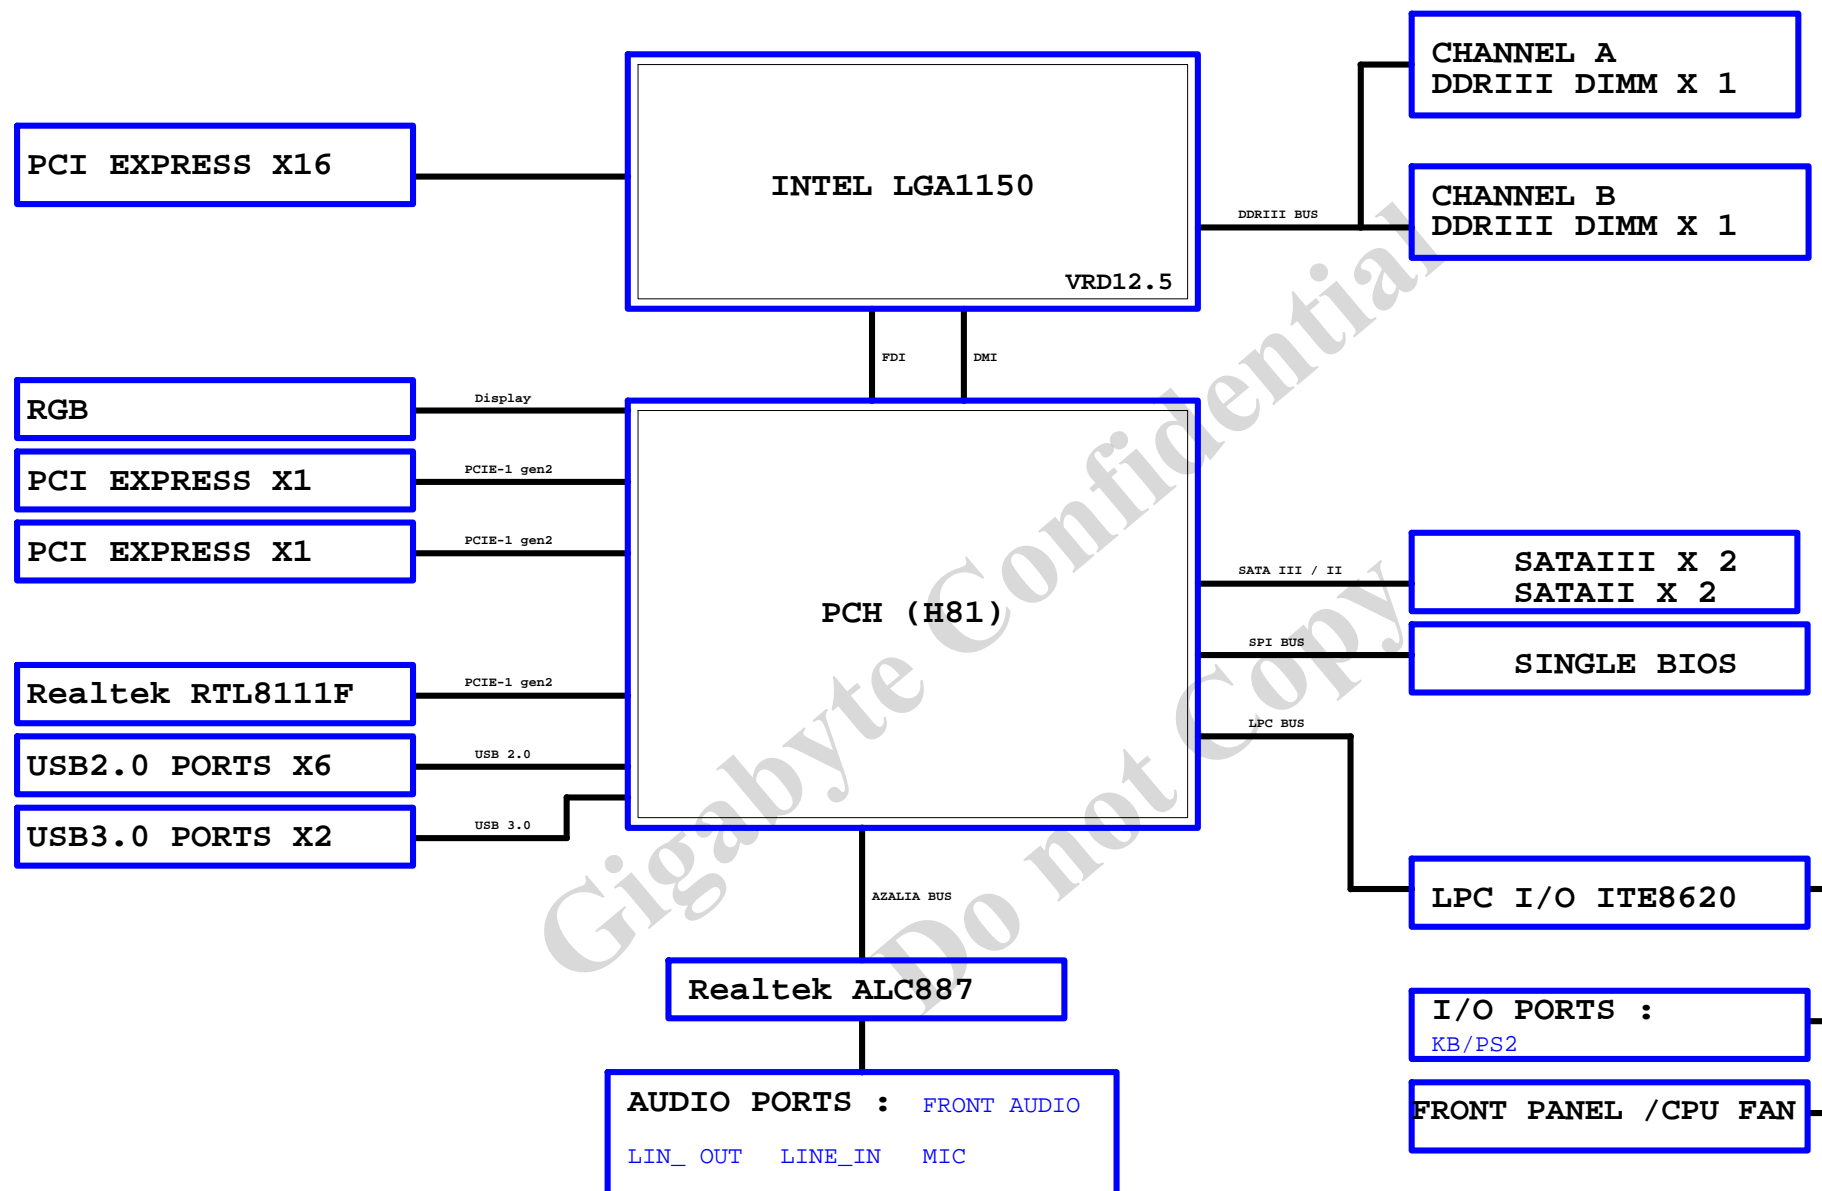 CHANNEL A
DDRIII DIMM X 1
PCI EXPRESS X16
INTEL LGA1150
CHANNEL B
DDRIII DIMM X 1
DDRIII BUS
VRD12.5
FDI
DMI
RGB
Display
PCI EXPRESS X1
PCIE-1 gen2
PCI EXPRESS X1
PCIE-1 gen2
PCH (H81)
SATA III / II
SATAIII X 2
SATAII X 2
SPI BUS
SINGLE BIOS
Realtek RTL8111F
PCIE-1 gen2
LPC BUS
USB2.0 PORTS X6
USB 2.0
USB3.0 PORTS X2
USB 3.0
AZALIA BUS
LPC I/O ITE8620
Realtek ALC887
I/O PORTS :
KB/PS2
AUDIO PORTS : FRONT AUDIO
LIN_ OUT LINE_IN MIC
FRONT PANEL /CPU FAN
Gigabyte Confidential
Do not Copy